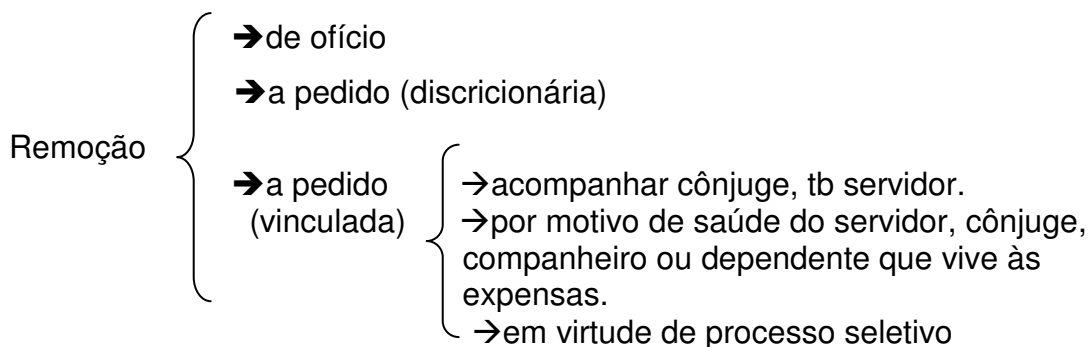 ➔de ofício
➔a pedido (discricionária)
Remoção
➔a pedido
(vinculada)
→acompanhar cônjuge, tb servidor.
→por motivo de saúde do servidor, cônjuge,
companheiro ou dependente que vive às
expensas.
→em virtude de processo seletivo